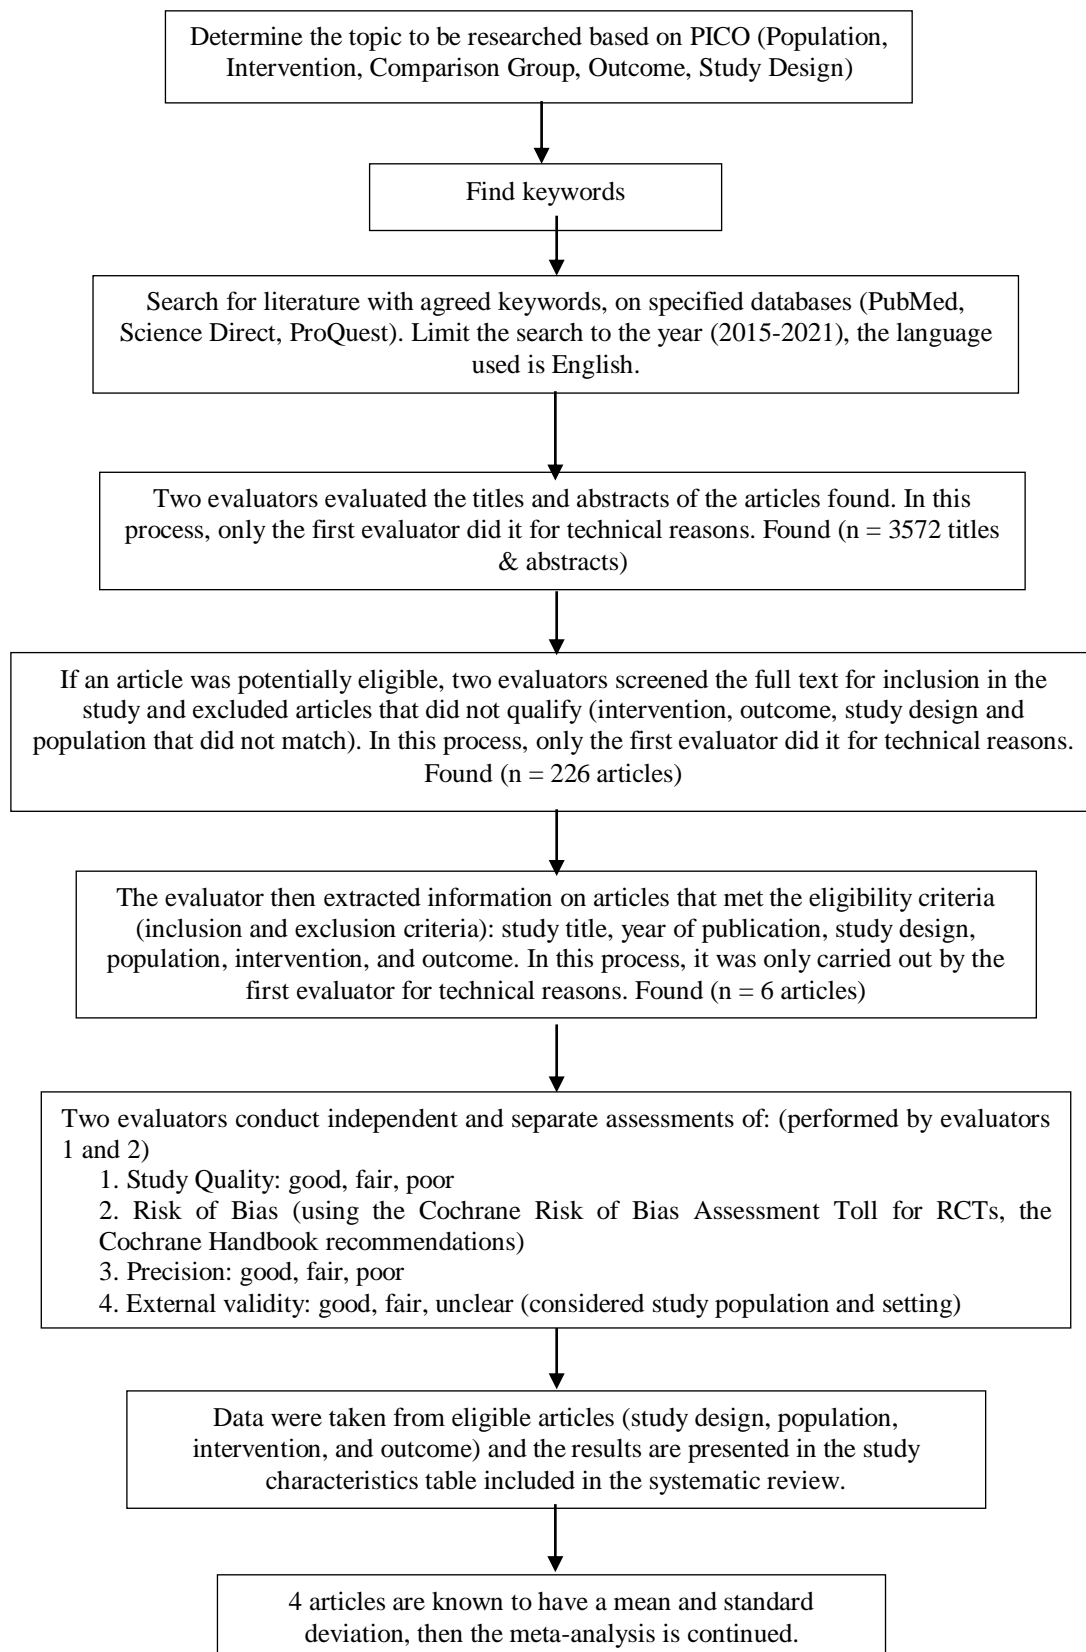 Determine the topic to be researched based on PICO (Population,
Intervention, Comparison Group, Outcome, Study Design)
Find keywords
Search for literature with agreed keywords, on specified databases (PubMed,
Science Direct, ProQuest). Limit the search to the year (2015-2021), the language
used is English.
Two evaluators evaluated the titles and abstracts of the articles found. In this
process, only the first evaluator did it for technical reasons. Found (n = 3572 titles
& abstracts)
If an article was potentially eligible, two evaluators screened the full text for inclusion in the
study and excluded articles that did not qualify (intervention, outcome, study design and
population that did not match). In this process, only the first evaluator did it for technical reasons.
Found (n = 226 articles)
The evaluator then extracted information on articles that met the eligibility criteria
(inclusion and exclusion criteria): study title, year of publication, study design,
population, intervention, and outcome. In this process, it was only carried out by the
first evaluator for technical reasons. Found (n = 6 articles)
Two evaluators conduct independent and separate assessments of: (performed by evaluators
1 and 2)
1. Study Quality: good, fair, poor
2. Risk of Bias (using the Cochrane Risk of Bias Assessment Toll for RCTs, the
Cochrane Handbook recommendations)
3. Precision: good, fair, poor
4. External validity: good, fair, unclear (considered study population and setting)
Data were taken from eligible articles (study design, population,
intervention, and outcome) and the results are presented in the study
characteristics table included in the systematic review.
4 articles are known to have a mean and standard
deviation, then the meta-analysis is continued.